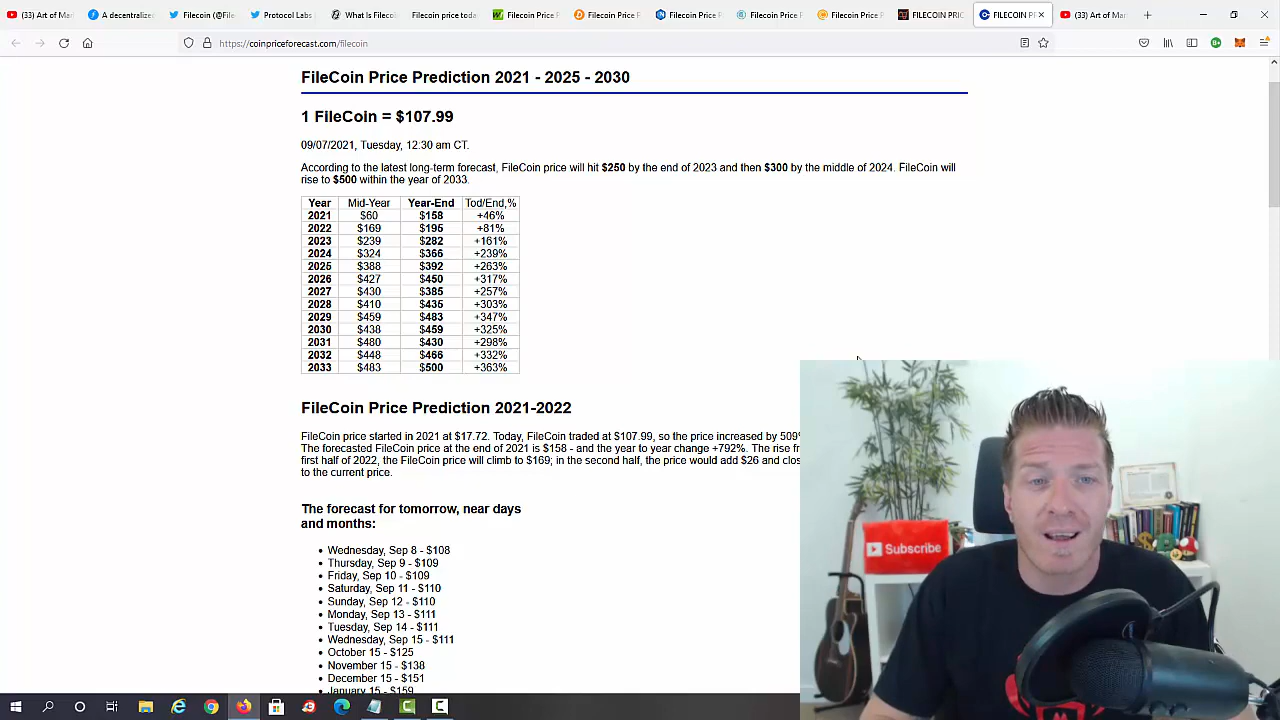 (43) Art of Mar
A decentraliz
Filecoin (@File
Protocol Labs
Where Filecoin
Filecoin price toda
Filecoin Price P
Filecoin Price P
Filecoin Price P
Filecoin Price P
Filecoin Price P
FILECOIN PRIC
FILECOIN PI
(43) Art of Mar
https://coinpriceforecast.com/filecoin
FileCoin Price Prediction 2021 - 2025 - 2030
1 FileCoin = $107.99
09/07/2021, Tuesday, 12:30 am CT.
According to the latest long-term forecast, FileCoin price will hit $250 by the end of 2023 and then $300 by the middle of 2024. FileCoin will
rise to $500 within the year of 2033.
Year Mid-Year Year-End Tod/End,%
2021 $60 $158 +46%
2022 $169 $195 +81%
2023 $239 $282 +161%
2024 $324 $366 +239%
2025 $388 $392 +263%
2026 $427 $450 +317%
2027 $430 $385 +257%
2028 $410 $435 +303%
2029 $459 $483 +347%
2030 $438 $459 +325%
2031 $480 $430 +298%
2032 $448 $466 +332%
2033 $483 $500 +363%
FileCoin Price Prediction 2021-2022
FileCoin price started in 2021 at $17.72. Today, FileCoin traded at $107.99, so the price increased by 509
The forecasted FileCoin price at the end of 2021 is $158 - and the year to year change +792%. The rise f
first half of 2022, the FileCoin price will climb to $169; in the second half, the price would add $26 and clos
to the current price.
The forecast for tomorrow, near days
and months:
Wednesday, Sep 8 - $108
Thursday, Sep 9 - $109
Friday, Sep 10 - $109
Saturday, Sep 11 - $110
Sunday, Sep 12 - $110
Monday, Sep 13 - $111
Tuesday, Sep 14 - $111
Wednesday, Sep 15 - $111
October 15 - $125
November 15 - $138
December 15 - $151
January 15 - $159
Subscribe